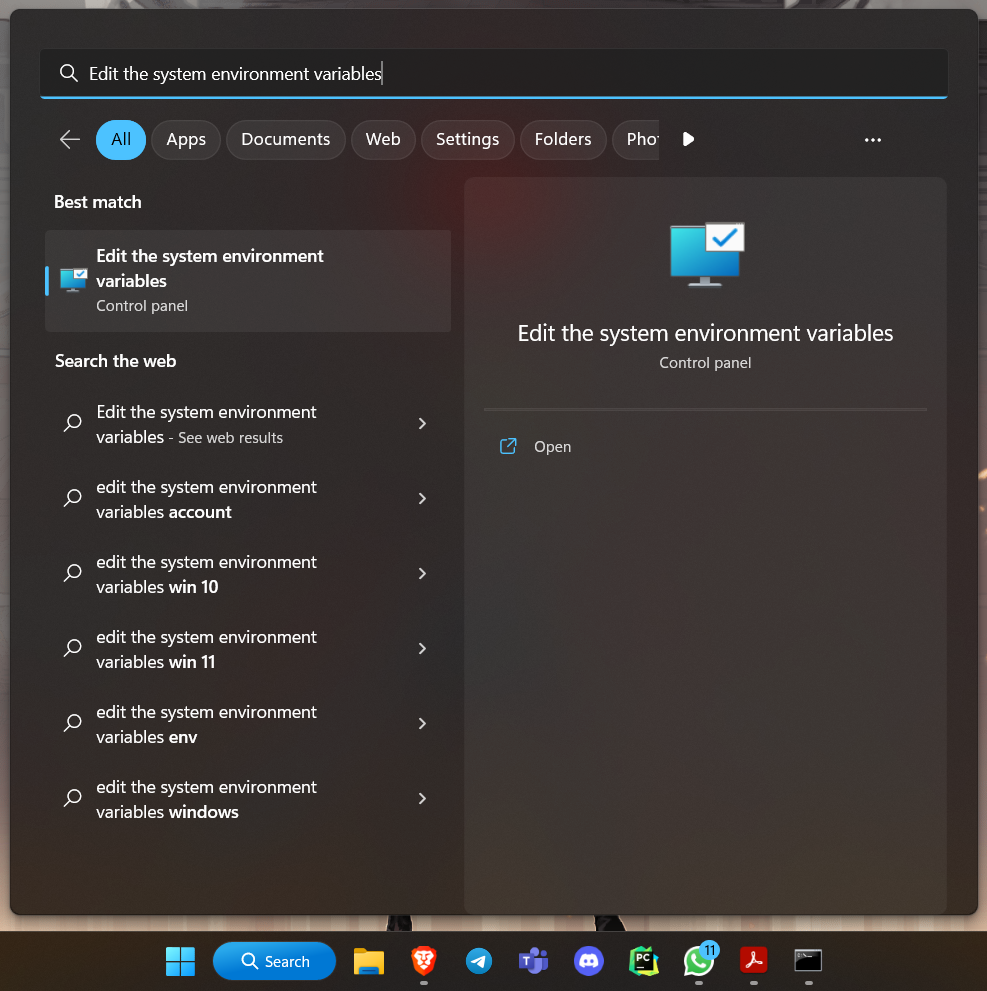 Edit the system environment variables
All
Apps
Documents
Web
Settings
Folders
Pho
Best match
Edit the system environment
variables
Control panel
Search the web
Edit the system environment
variables - See web results
edit the system environment
variables account
edit the system environment
variables win 10
edit the system environment
variables win 11
edit the system environment
variables env
edit the system environment
variables windows
Edit the system environment variables
Control panel
Open
Search
T
PC
11